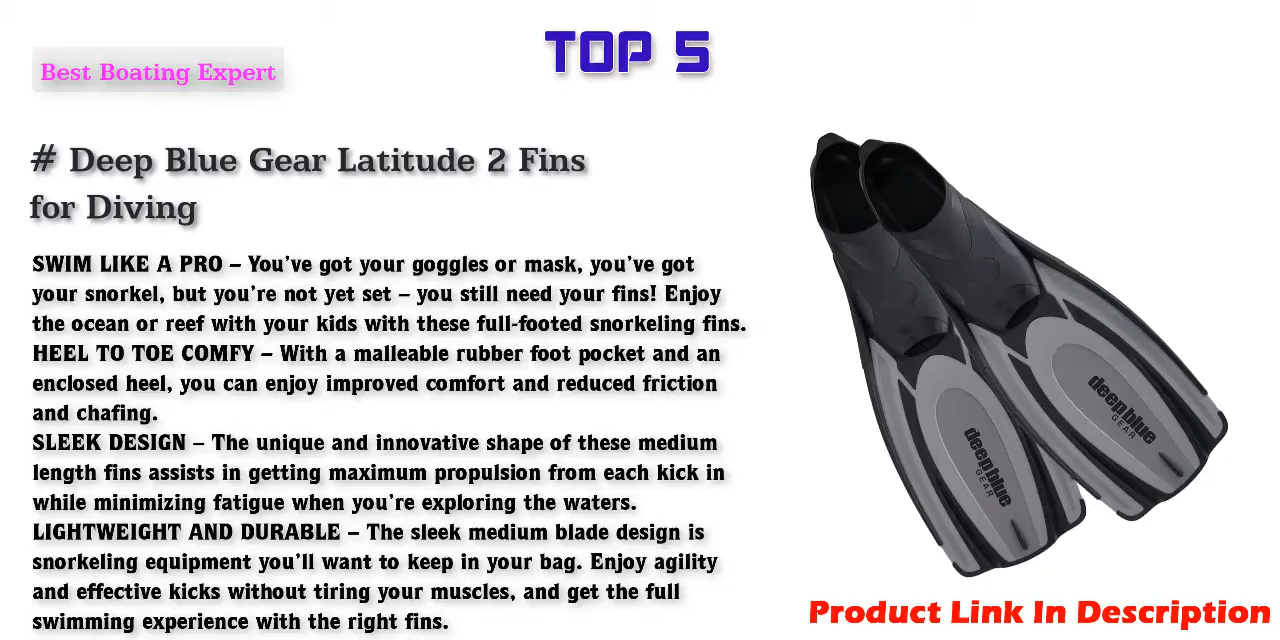 TOP 5
Best Boating Expert
# Deep Blue Gear Latitude 2 Fins
for Diving
SWIM LIKE A PRO – You’ve got your goggles or mask, you’ve got
your snorkel, but you’re not yet set – you still need your fins! Enjoy
the ocean or reef with your kids with these full-footed snorkeling fins.
HEEL TO TOE COMFY – With a malleable rubber foot pocket and an
enclosed heel, you can enjoy improved comfort and reduced friction
and chafing.
SLEEK DESIGN – The unique and innovative shape of these medium
length fins assists in getting maximum propulsion from each kick in
while minimizing fatigue when you’re exploring the waters.
LIGHTWEIGHT AND DURABLE – The sleek medium blade design is
snorkeling equipment you’ll want to keep in your bag. Enjoy agility
and effective kicks without tiring your muscles, and get the full
swimming experience with the right fins.
deepblue
GEAR
deepblue
GEAR
Product Link In Description